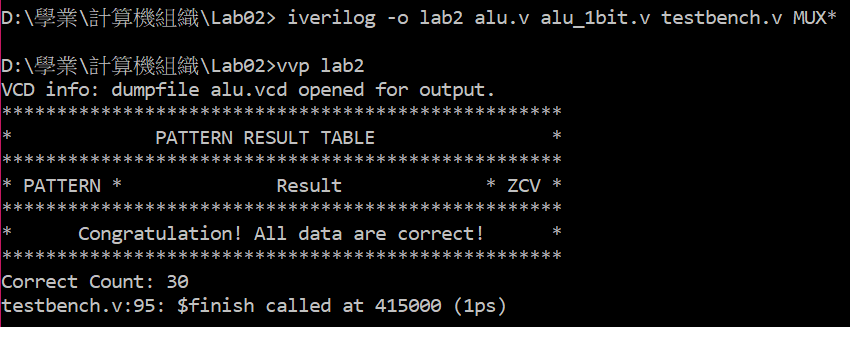 D:\學業\計算機組織\Lab02> iverilog -o lab2 alu.v alu_1bit.v testbench.v MUX*
D:\學業\計算機組織\Lab02>vvp lab2
VCD info: dumpfile alu.vcd opened for output.
***************************************************
*             PATTERN RESULT TABLE                *
***************************************************
* PATTERN *              Result             * ZCV *
***************************************************
*      Congratulation! All data are correct!      *
***************************************************
Correct Count: 30
testbench.v:95: $finish called at 415000 (1ps)